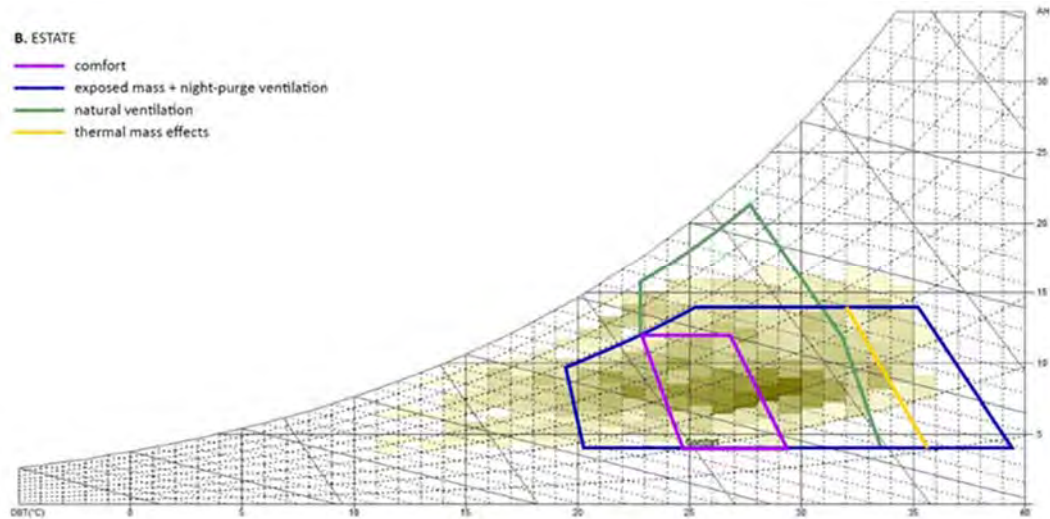 B. ESTATE
comfort
exposed mass + night-purge ventilation
natural ventilation
thermal mass effects
AH
30
25
20
15
10
5
Comfort
DBT(°C)
0
5
10
15
20
25
30
35
40